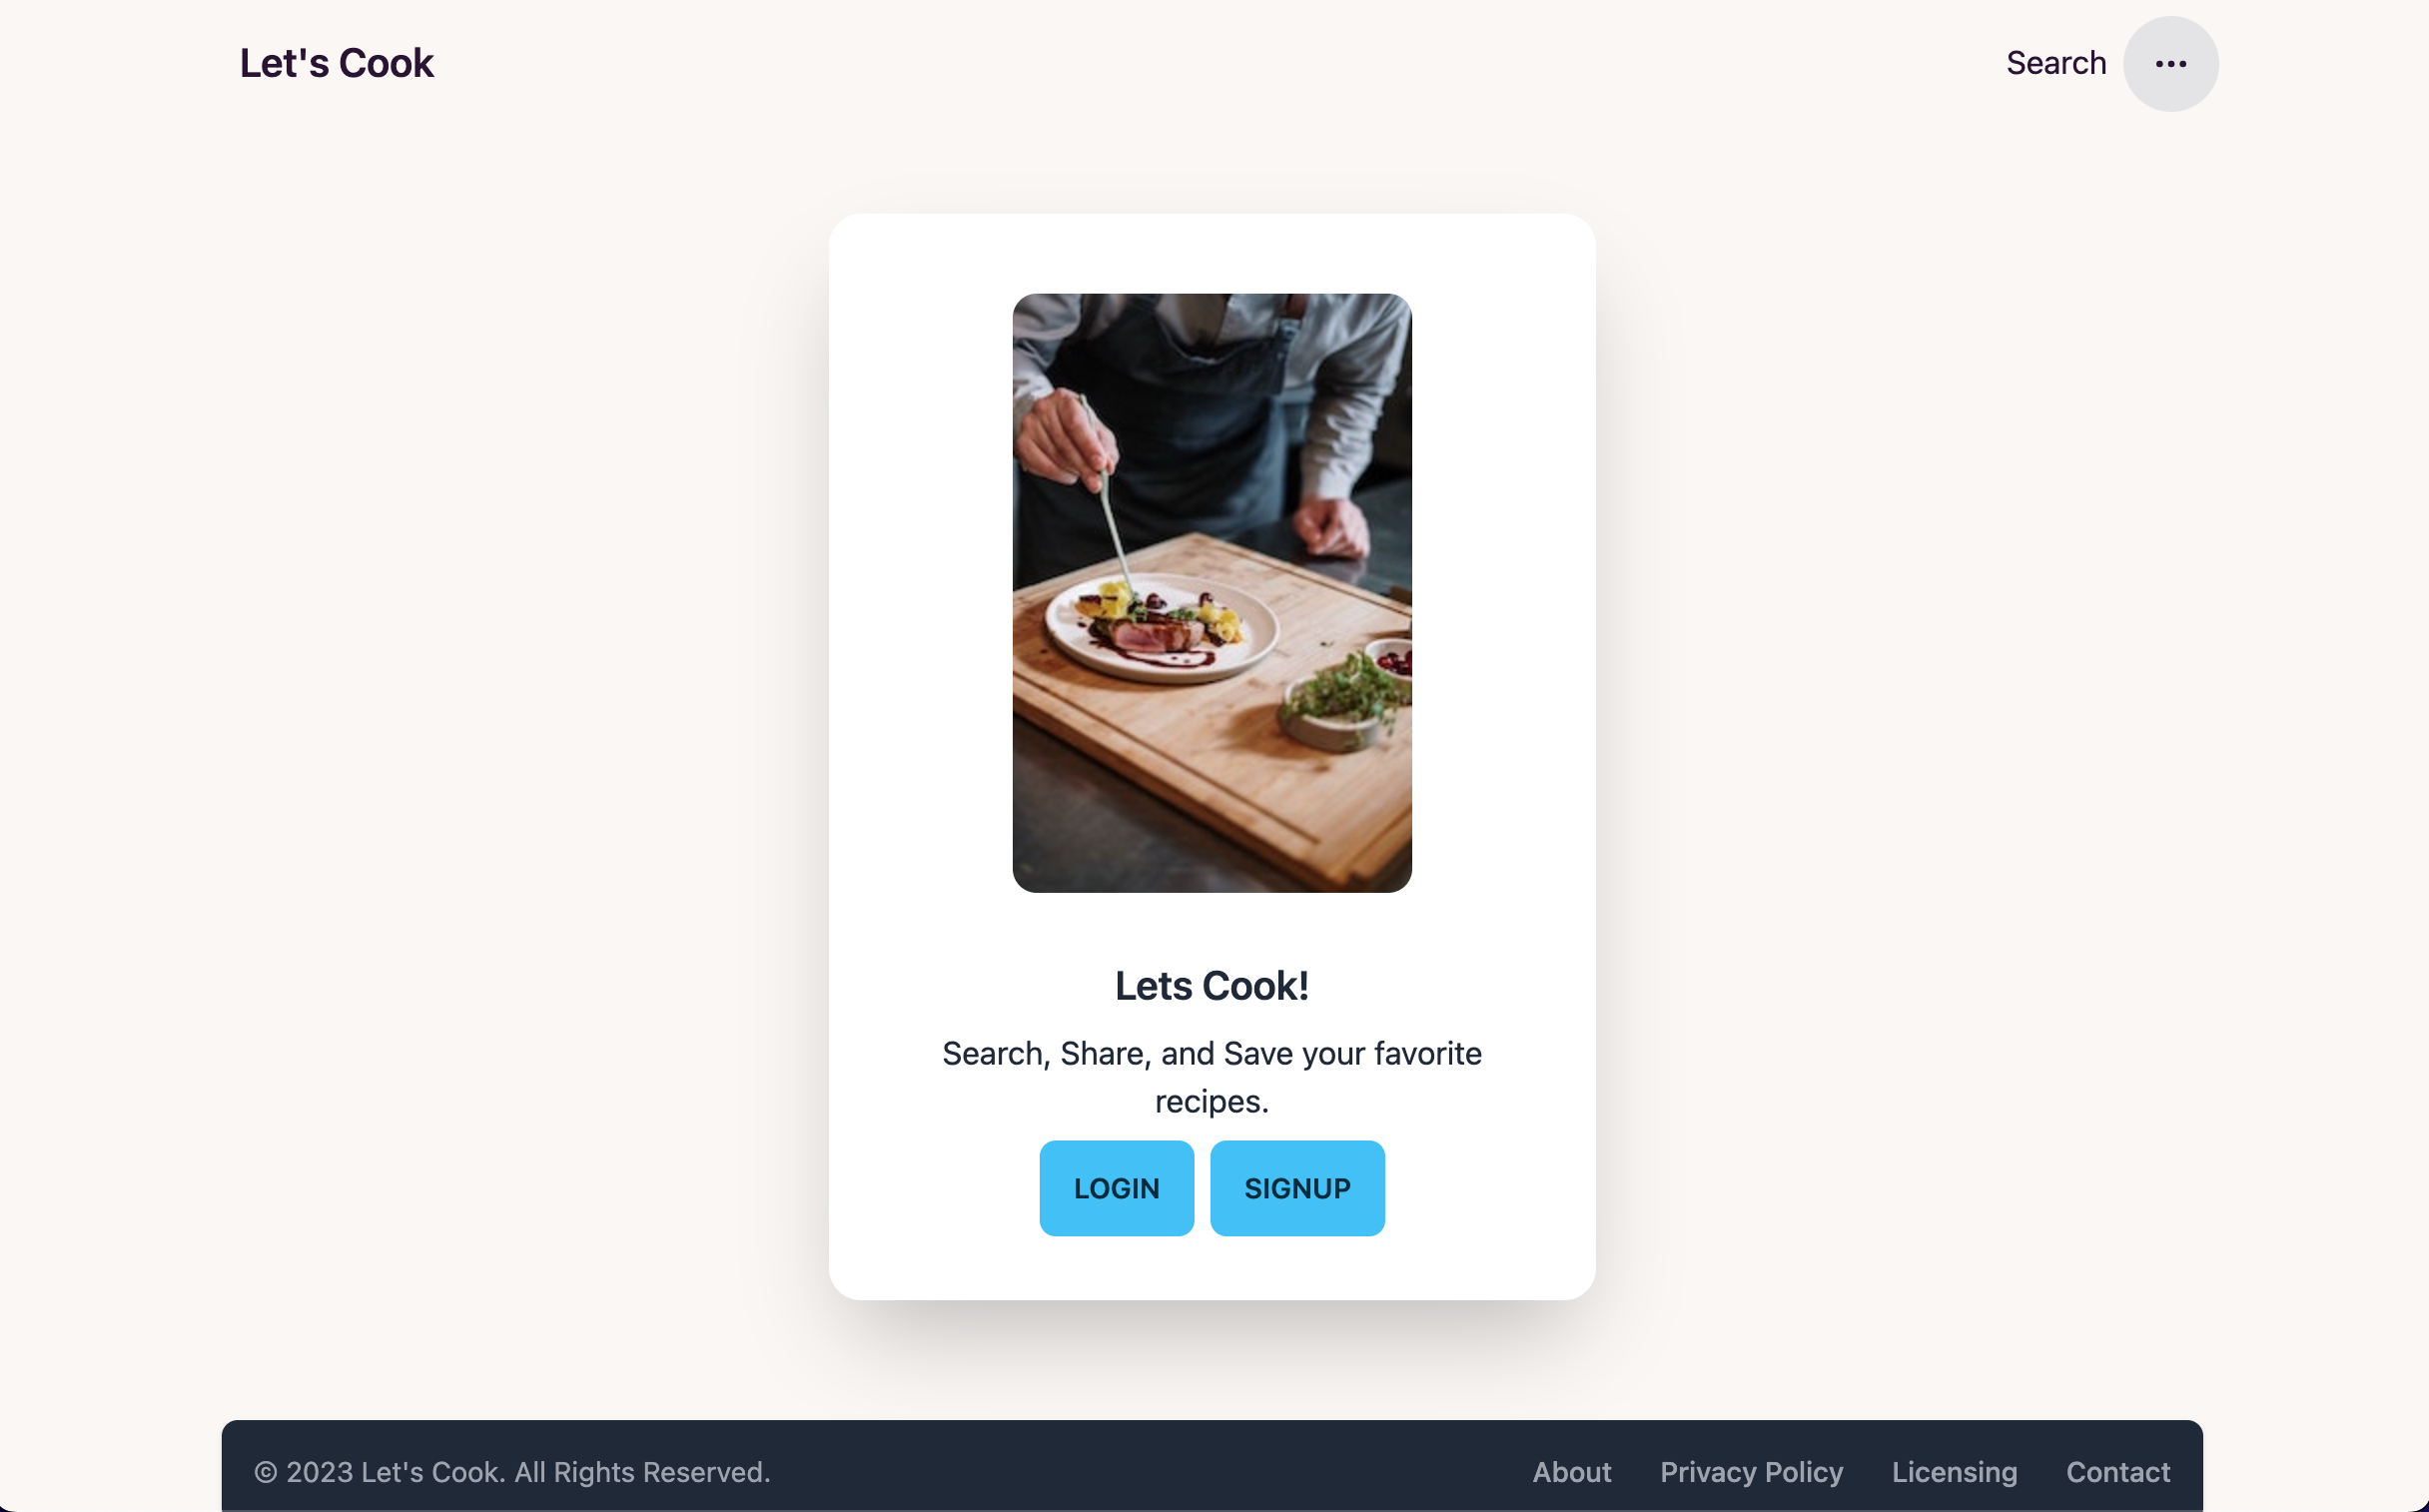 Let's Cook
Search
Lets Cook!
Search, Share, and Save your favorite
recipes.
LOGIN
SIGNUP
© 2023 Let's Cook. All Rights Reserved.
About
Privacy Policy
Licensing
Contact